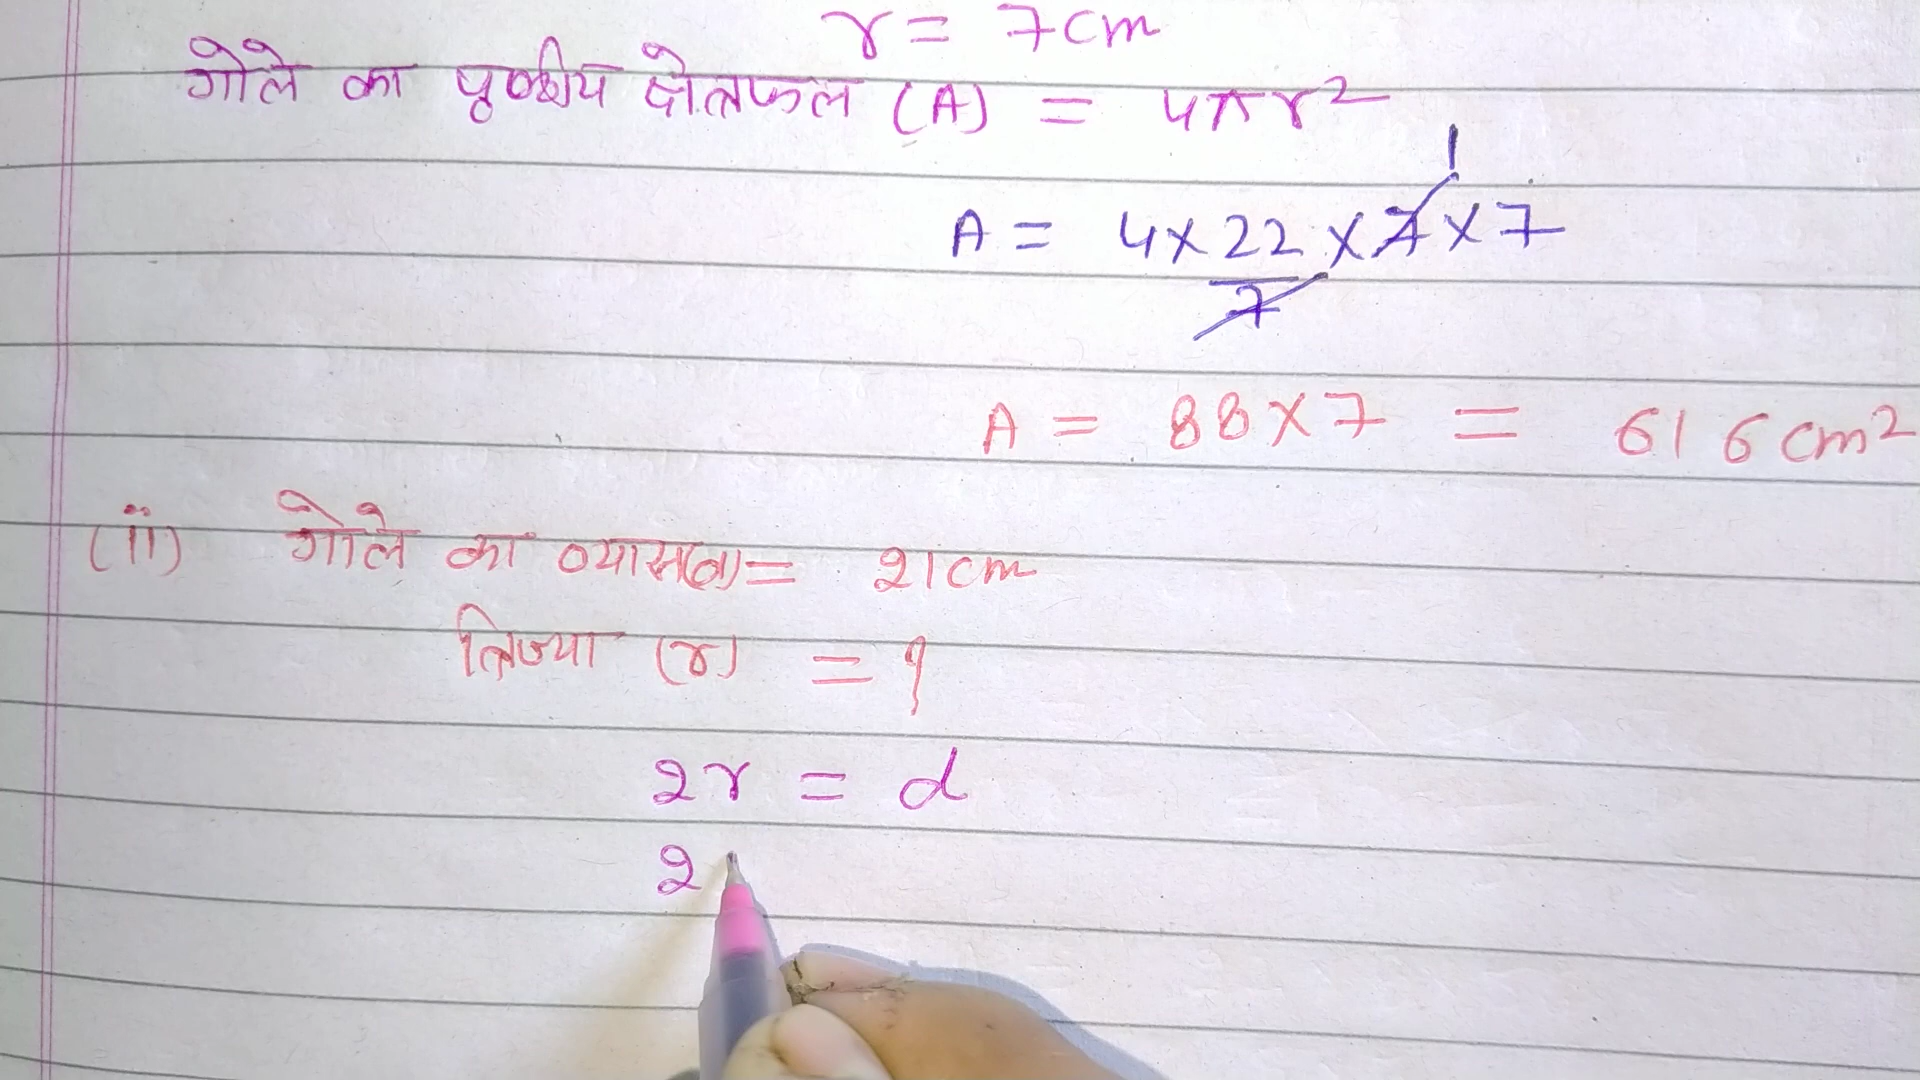 r = 7cm
गोले का पृष्ठीय क्षेत्रफल (A) = 4πr²
1
A = 4 x 22 x 7 x 7
7
A = 88 x 7 = 616 cm²
(ii) गोले का व्यास(d) = 21cm
त्रिज्या (r) = ?
2r = d
2